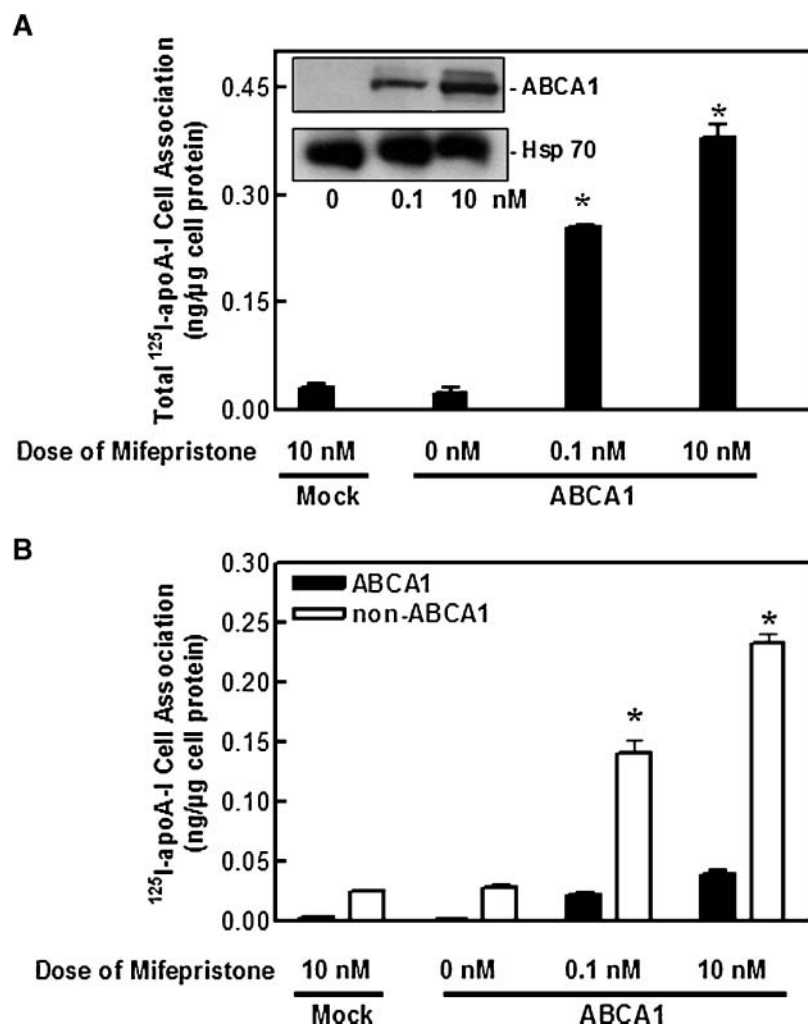 A
Total ¹²⁵I-apoA-I Cell Association
(ng/µg cell protein)
0.45
0.30
0.15
0.00
- ABCA1
- Hsp 70
0 0.1 10 nM
*
*
Dose of Mifepristone 10 nM 0 nM 0.1 nM 10 nM
Mock ABCA1
B
¹²⁵I-apoA-I Cell Association
(ng/µg cell protein)
0.30
0.25
0.20
0.15
0.10
0.05
0.00
ABCA1
non-ABCA1
*
*
Dose of Mifepristone 10 nM 0 nM 0.1 nM 10 nM
Mock ABCA1